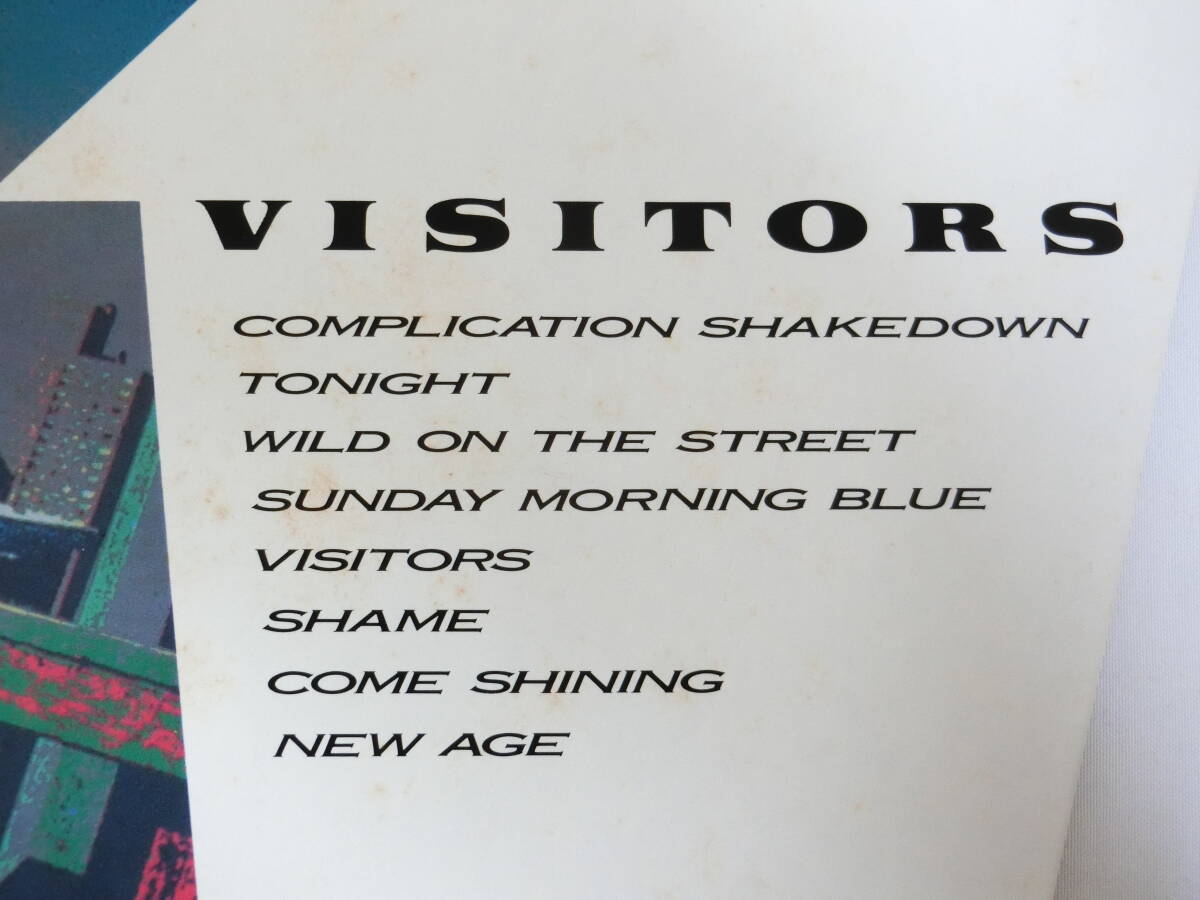 VISITORS
COMPLICATION SHAKEDOWN
TONIGHT
WILD ON THE STREET
SUNDAY MORNING BLUE
VISITORS
SHAME
COME SHINING
NEW AGE